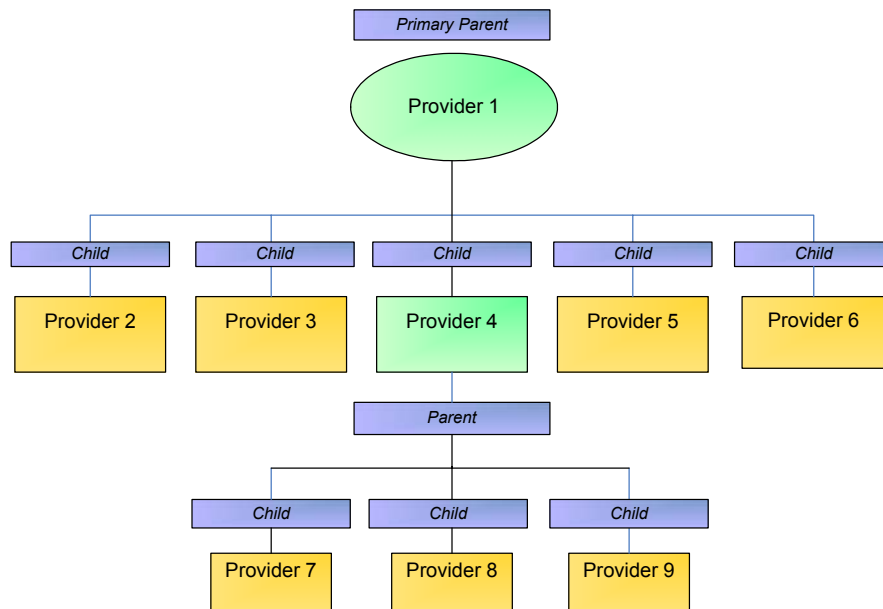 Primary Parent
Provider 1
Child Child Child Child Child
Provider 2 Provider 3 Provider 4 Provider 5 Provider 6
Parent
Child Child Child
Provider 7 Provider 8 Provider 9